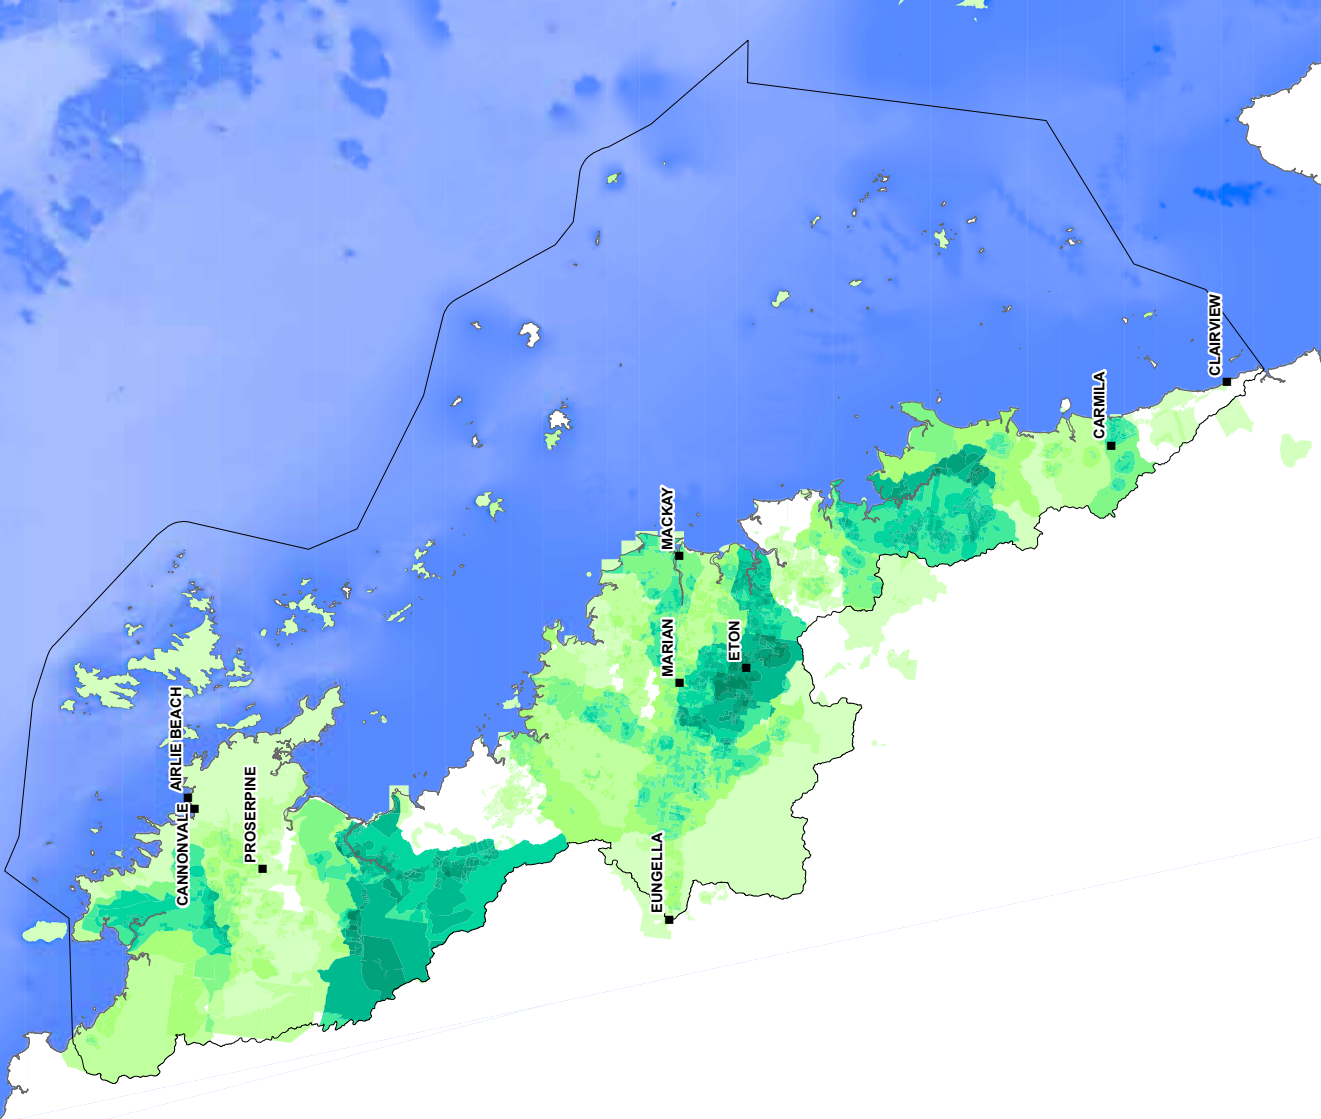 CLAIRVIEW
CARMILA
MACKAY
MARIAN
ETON
AIRLIE BEACH
CANNONVALE
PROSERPINE
EUNGELLA